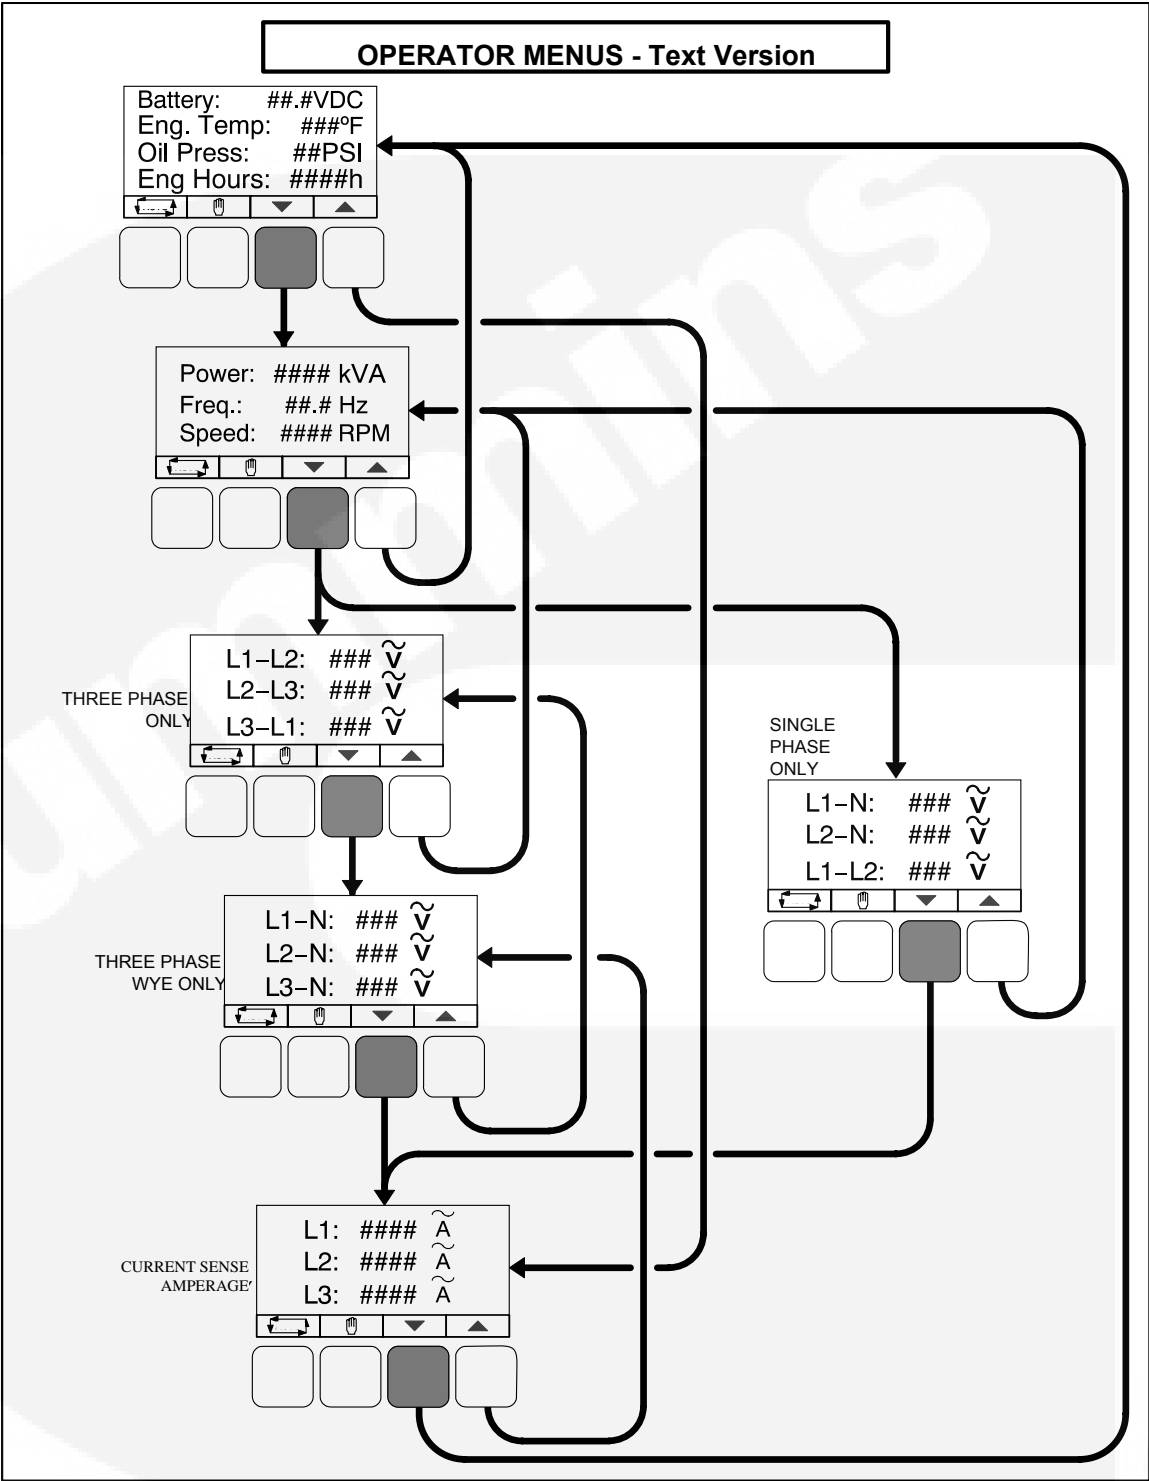 OPERATOR MENUS - Text Version
Battery: ##.#VDC
Eng. Temp: ###ºF
Oil Press: ##PSI
Eng Hours: ####h
Power: #### kVA
Freq.: ##.# Hz
Speed: #### RPM
THREE PHASE
ONLY
L1–L2: ### V
L2–L3: ### V
L3–L1: ### V
SINGLE
PHASE
ONLY
L1–N: ### V
L2–N: ### V
L1–L2: ### V
THREE PHASE
WYE ONLY
L1–N: ### V
L2–N: ### V
L3–N: ### V
CURRENT SENSE
AMPERAGE
L1: #### A
L2: #### A
L3: #### A
ummins